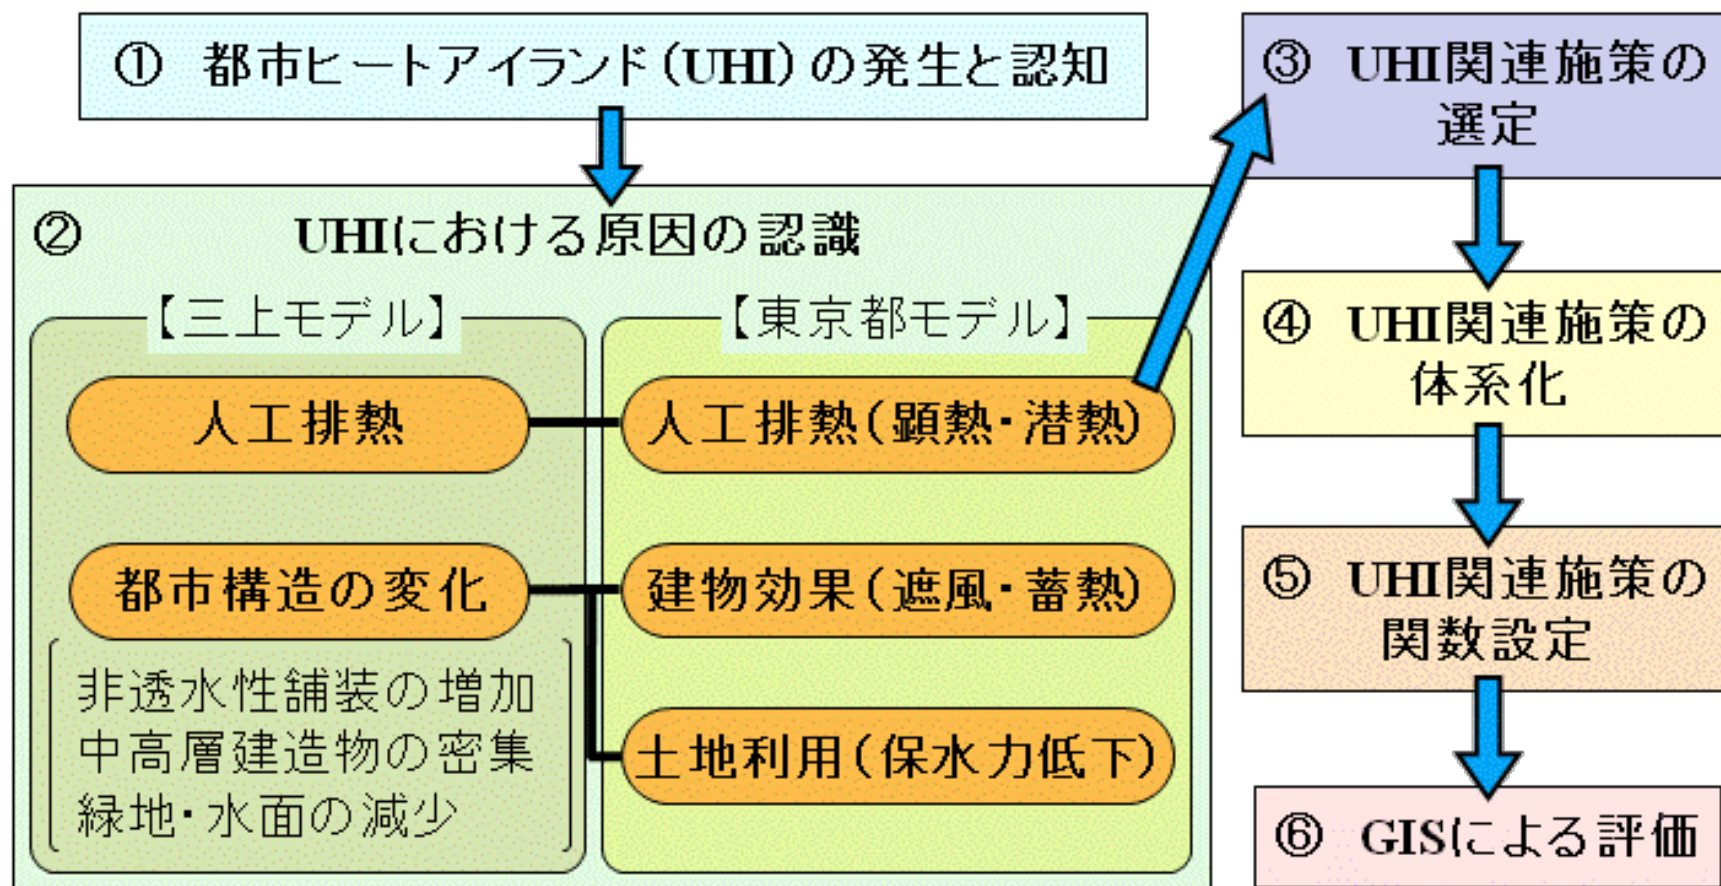 ① 都市ヒートアイランド(UHI)の発生と認知
② UHIにおける原因の認識
【三上モデル】
人工排熱
都市構造の変化
非透水性舗装の増加
中高層建造物の密集
緑地・水面の減少
【東京都モデル】
人工排熱(顕熱・潜熱)
建物効果(遮風・蓄熱)
土地利用(保水力低下)
③ UHI関連施策の
選定
④ UHI関連施策の
体系化
⑤ UHI関連施策の
関数設定
⑥ GISによる評価